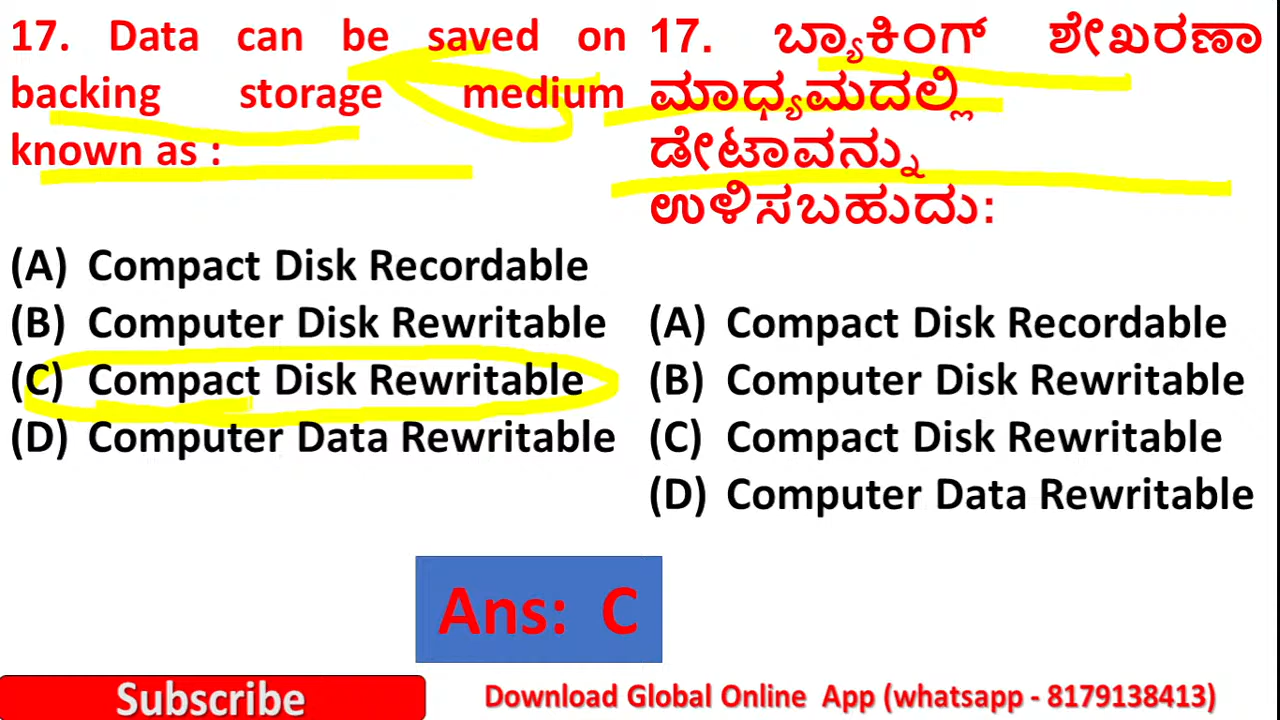 17. Data can be saved on
backing storage medium
known as :
(A) Compact Disk Recordable
(B) Computer Disk Rewritable
(C) Compact Disk Rewritable
(D) Computer Data Rewritable
17. ಬ್ಯಾಕಿಂಗ್ ಶೇಖರಣಾ
ಮಾಧ್ಯಮದಲ್ಲಿ
ಡೇಟಾವನ್ನು
ಉಳಿಸಬಹುದು:
(A) Compact Disk Recordable
(B) Computer Disk Rewritable
(C) Compact Disk Rewritable
(D) Computer Data Rewritable
Ans: C
Subscribe
Download Global Online App (whatsapp - 8179138413)